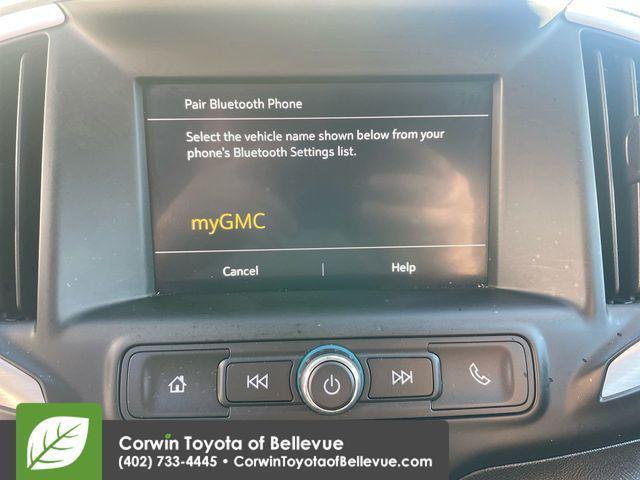 Pair Bluetooth Phone
Select the vehicle name shown below from your
phone's Bluetooth Settings list.
myGMC
Cancel | Help
Corwin Toyota of Bellevue
(402) 733-4445 • CorwinToyotaofBellevue.com